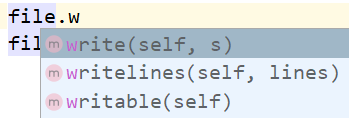 file.w
fil
m write(self, s)
m writelines(self, lines)
m writable(self)